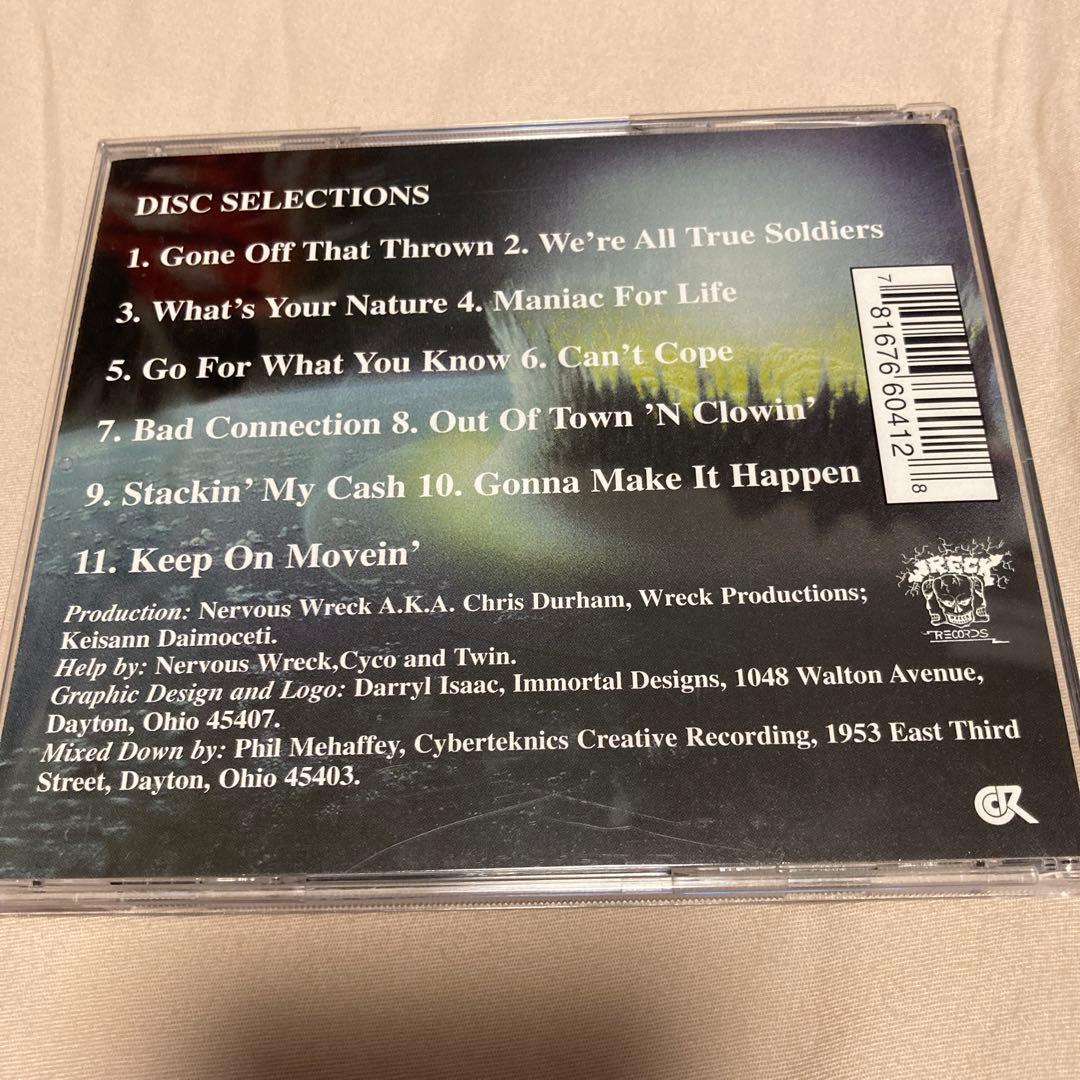 DISC SELECTIONS
1. Gone Off That Thrown 2. We're All True Soldiers
3. What's Your Nature 4. Maniac For Life
5. Go For What You Know 6. Can't Cope
7. Bad Connection 8. Out Of Town 'N Clowin'
9. Stackin' My Cash 10. Gonna Make It Happen
11. Keep On Movein'
Production: Nervous Wreck A.K.A. Chris Durham, Wreck Productions;
Keisann Daimoceti.
Help by: Nervous Wreck,Cyco and Twin.
Graphic Design and Logo: Darryl Isaac, Immortal Designs, 1048 Walton Avenue,
Dayton, Ohio 45407.
Mixed Down by: Phil Mehaffey, Cyberteknics Creative Recording, 1953 East Third
Street, Dayton, Ohio 45403.
7 81676 60412 8
WRECK
RECORDS
CCR